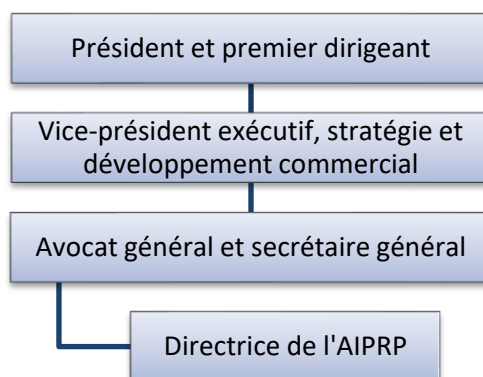 Président et premier dirigeant
Vice-président exécutif, stratégie et
développement commercial
Avocat général et secrétaire général
Directrice de l'AIPRP